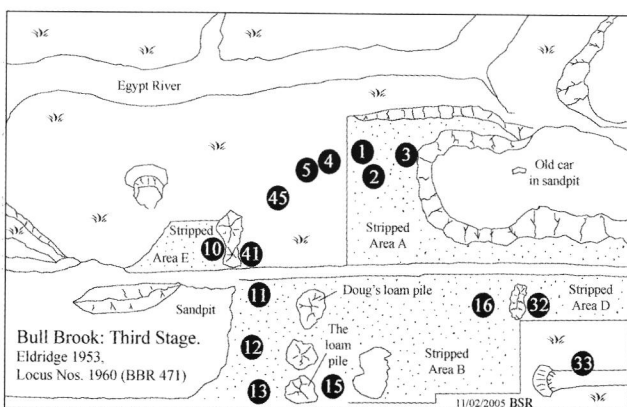 Egypt River
1
3
4
5
2
Old car
in sandpit
45
Stripped
Area A
Stripped
Area E
10
41
11
Doug's loam pile
16
32
Stripped
Area D
Sandpit
Bull Brook: Third Stage.
Eldridge 1953.
Locus Nos. 1960 (BBR 471)
12
The
loam
pile
13
15
Stripped
Area B
33
11/02/2005 BSR